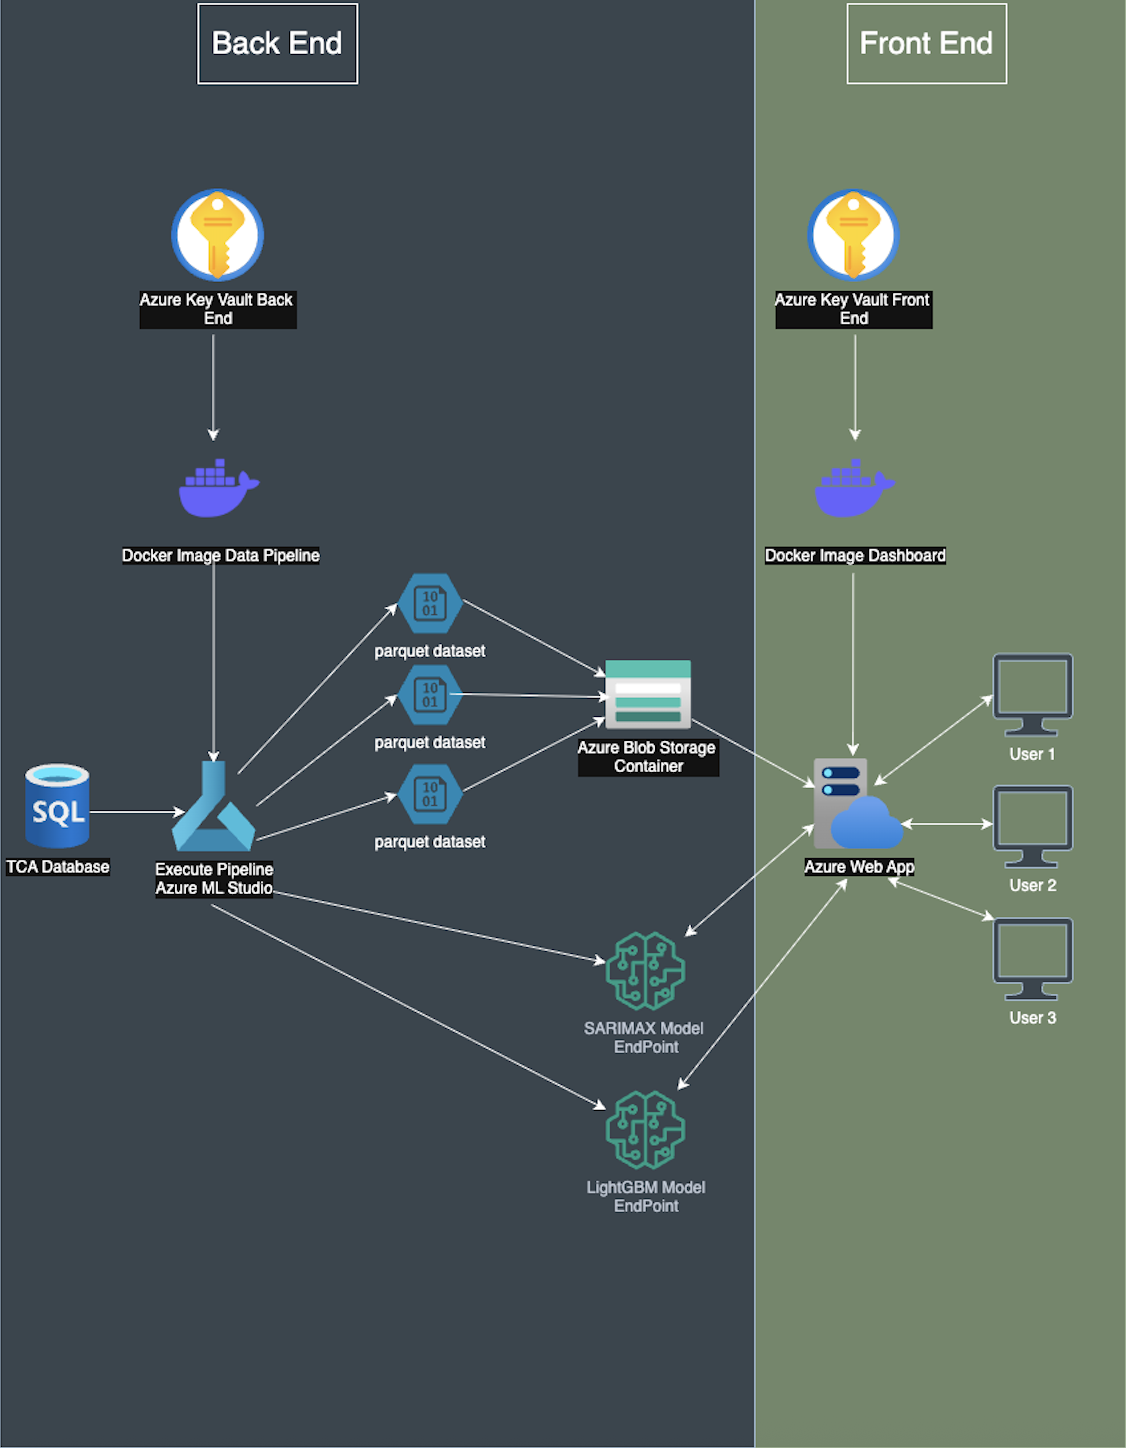 Back End
Front End
Azure Key Vault Back
End
Azure Key Vault Front
End
Docker Image Data Pipeline
Docker Image Dashboard
10
01
parquet dataset
10
01
parquet dataset
10
01
parquet dataset
Azure Blob Storage
Container
SQL
TCA Database
Execute Pipeline
Azure ML Studio
Azure Web App
User 1
User 2
User 3
SARIMAX Model
EndPoint
LightGBM Model
EndPoint